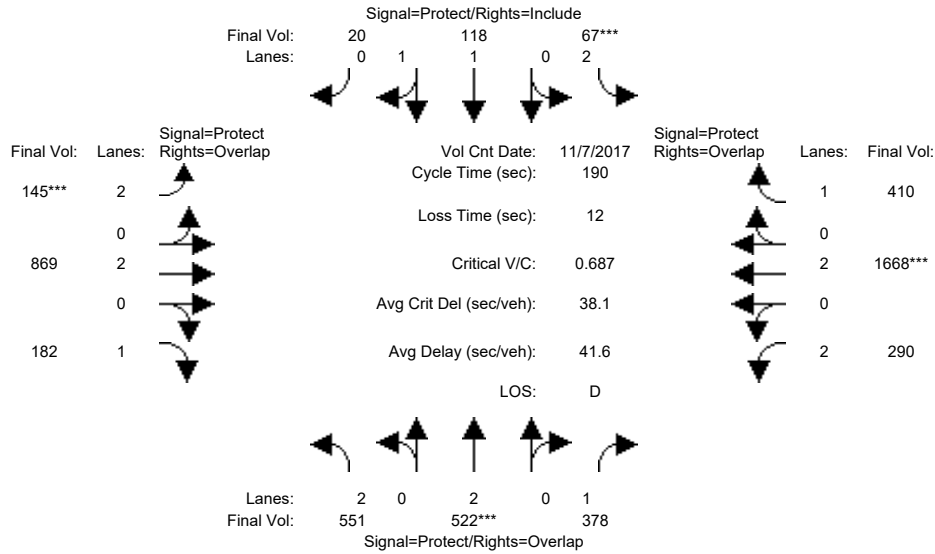 Signal=Protect/Rights=Include
Final Vol: 20 118 67***
Lanes: 0 1 1 0 2
Signal=Protect
Final Vol: Lanes: Rights=Overlap
Vol Cnt Date: 11/7/2017
Signal=Protect
Rights=Overlap Lanes: Final Vol:
Cycle Time (sec): 190
145*** 2
1 410
Loss Time (sec): 12
0
0
869 2
Critical V/C: 0.687
2 1668***
0
Avg Crit Del (sec/veh): 38.1
0
182 1
Avg Delay (sec/veh): 41.6
2 290
LOS: D
Lanes: 2 0 2 0 1
Final Vol: 551 522*** 378
Signal=Protect/Rights=Overlap